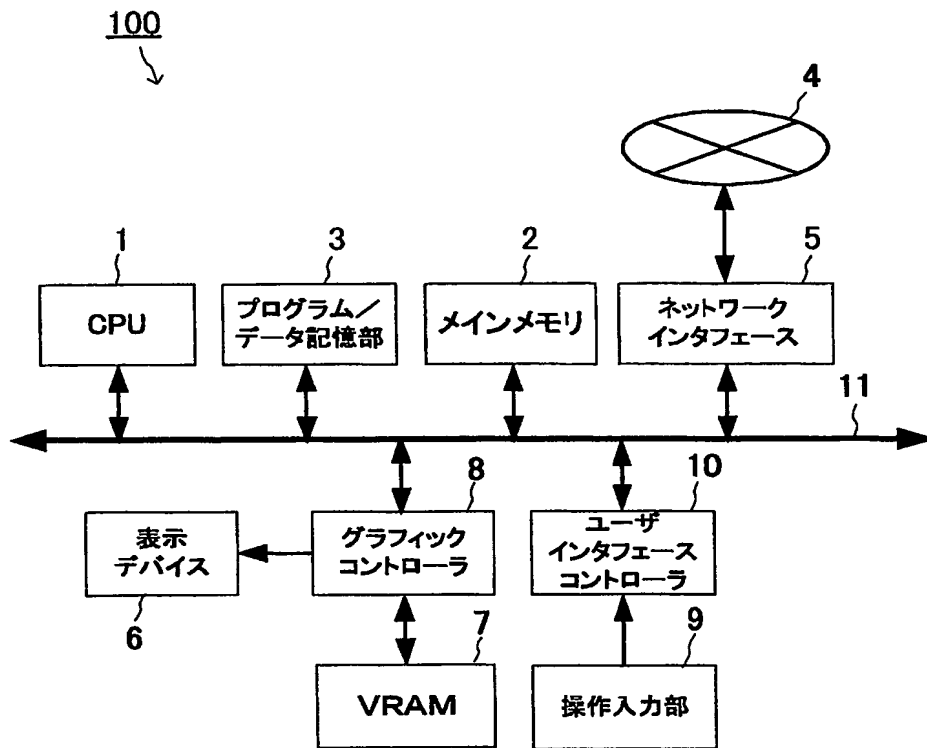 100
4
1
3
2
5
CPU
プログラム／
データ記憶部
メインメモリ
ネットワーク
インタフェース
11
8
10
表示
デバイス
グラフィック
コントローラ
ユーザ
インタフェース
コントローラ
6
7
9
VRAM
操作入力部